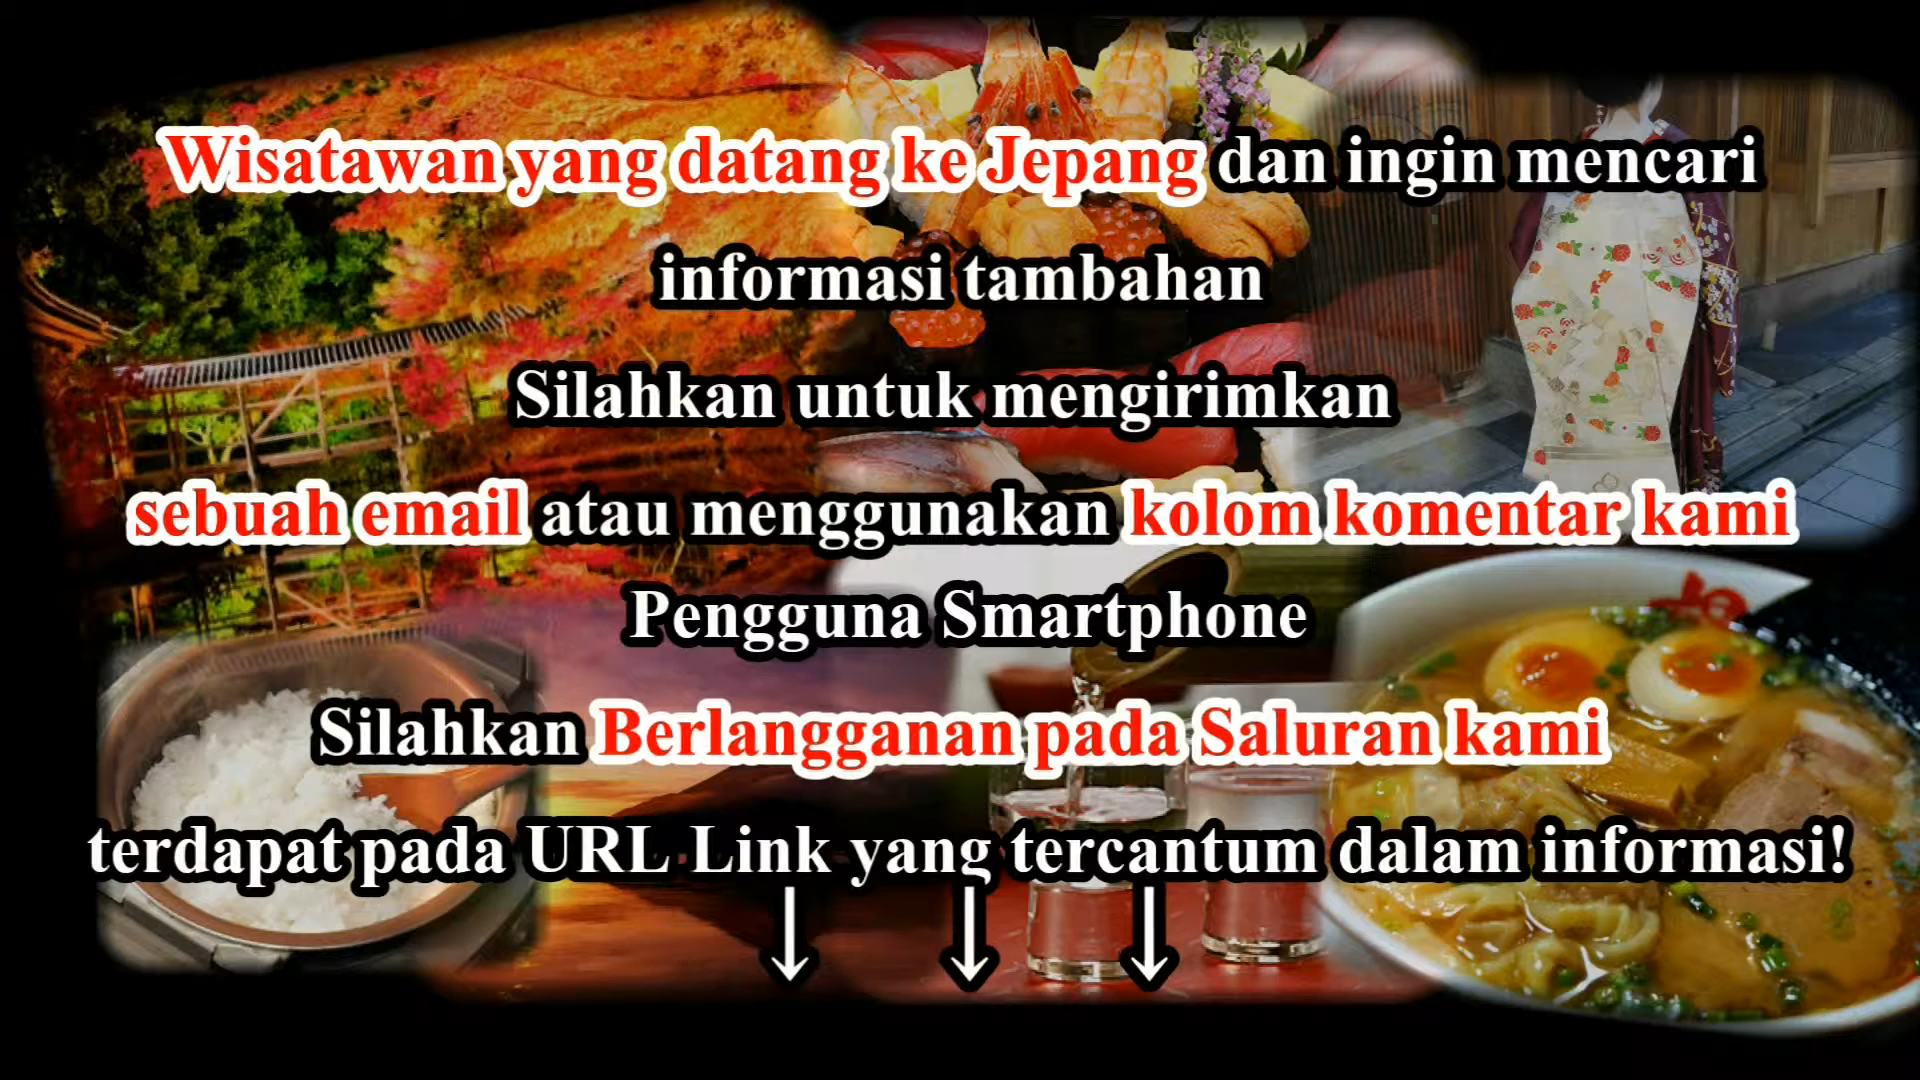 Wisatawan yang datang ke Jepang dan ingin mencari
informasi tambahan
Silahkan untuk mengirimkan
sebuah email atau menggunakan kolom komentar kami
Pengguna Smartphone
Silahkan Berlangganan pada Saluran kami
terdapat pada URL Link yang tercantum dalam informasi!
↓ ↓ ↓